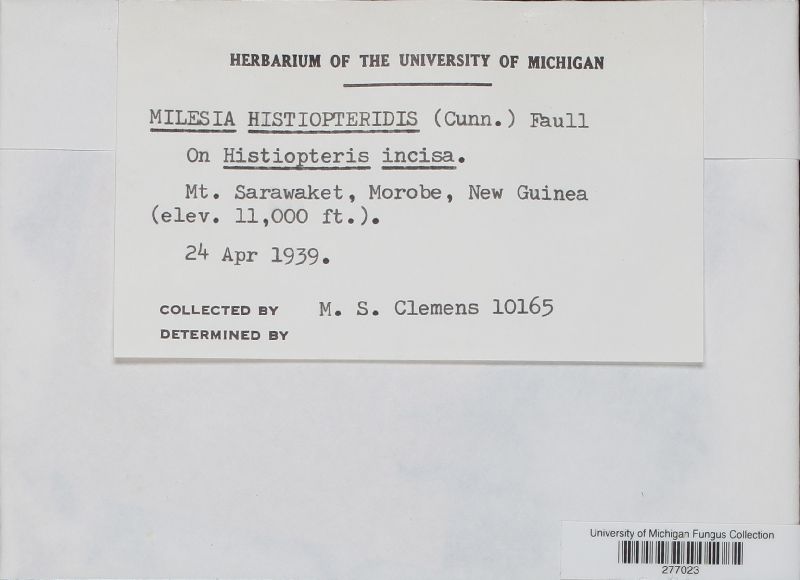 HERBARIUM OF THE UNIVERSITY OF MICHIGAN
MILESIA HISTIOPTERIDIS (Cunn.) Faull
On Histiopteris incisa.
Mt. Sarawaket, Morobe, New Guinea
(elev. 11,000 ft.).
24 Apr 1939.
COLLECTED BY M. S. Clemens 10165
DETERMINED BY
University of Michigan Fungus Collection
277023